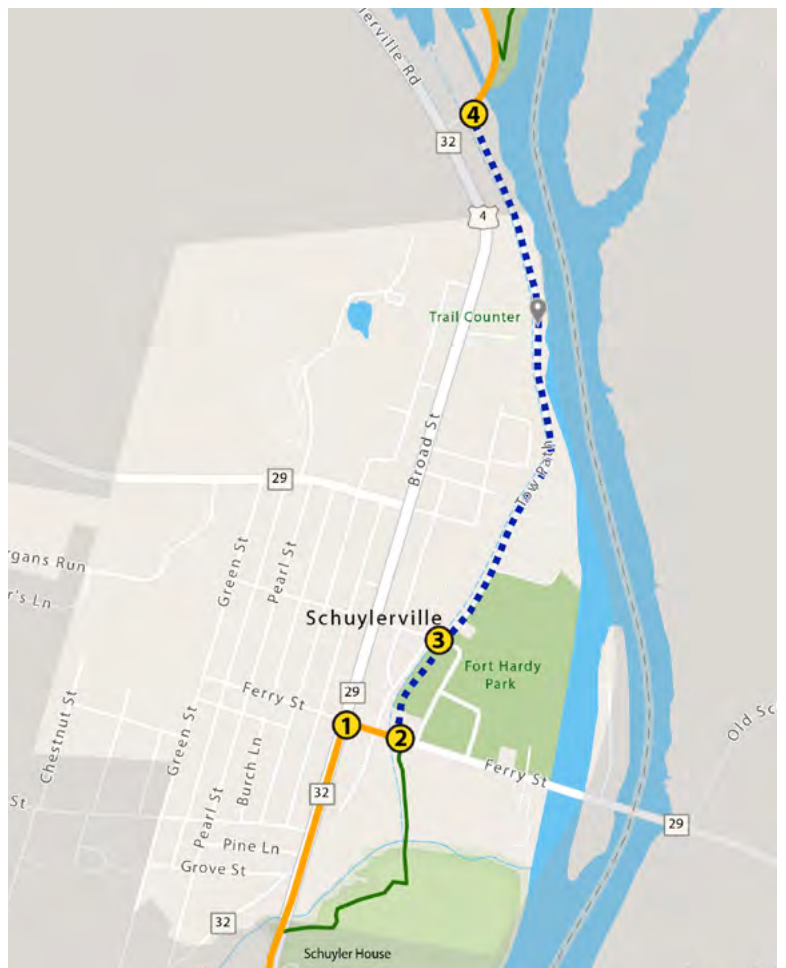 lerville Rd
4
32
4
Trail Counter
Broad St
Tow Path
29
gans Run
r's Ln
Green St
Pearl St
Schuylerville
3
Fort Hardy
Park
29
Ferry St
1
2
Chestnut St
Green St
Burch Ln
Pearl St
Old Sc
Ferry St
32
St
29
Pine Ln
Grove St
32
Schuyler House